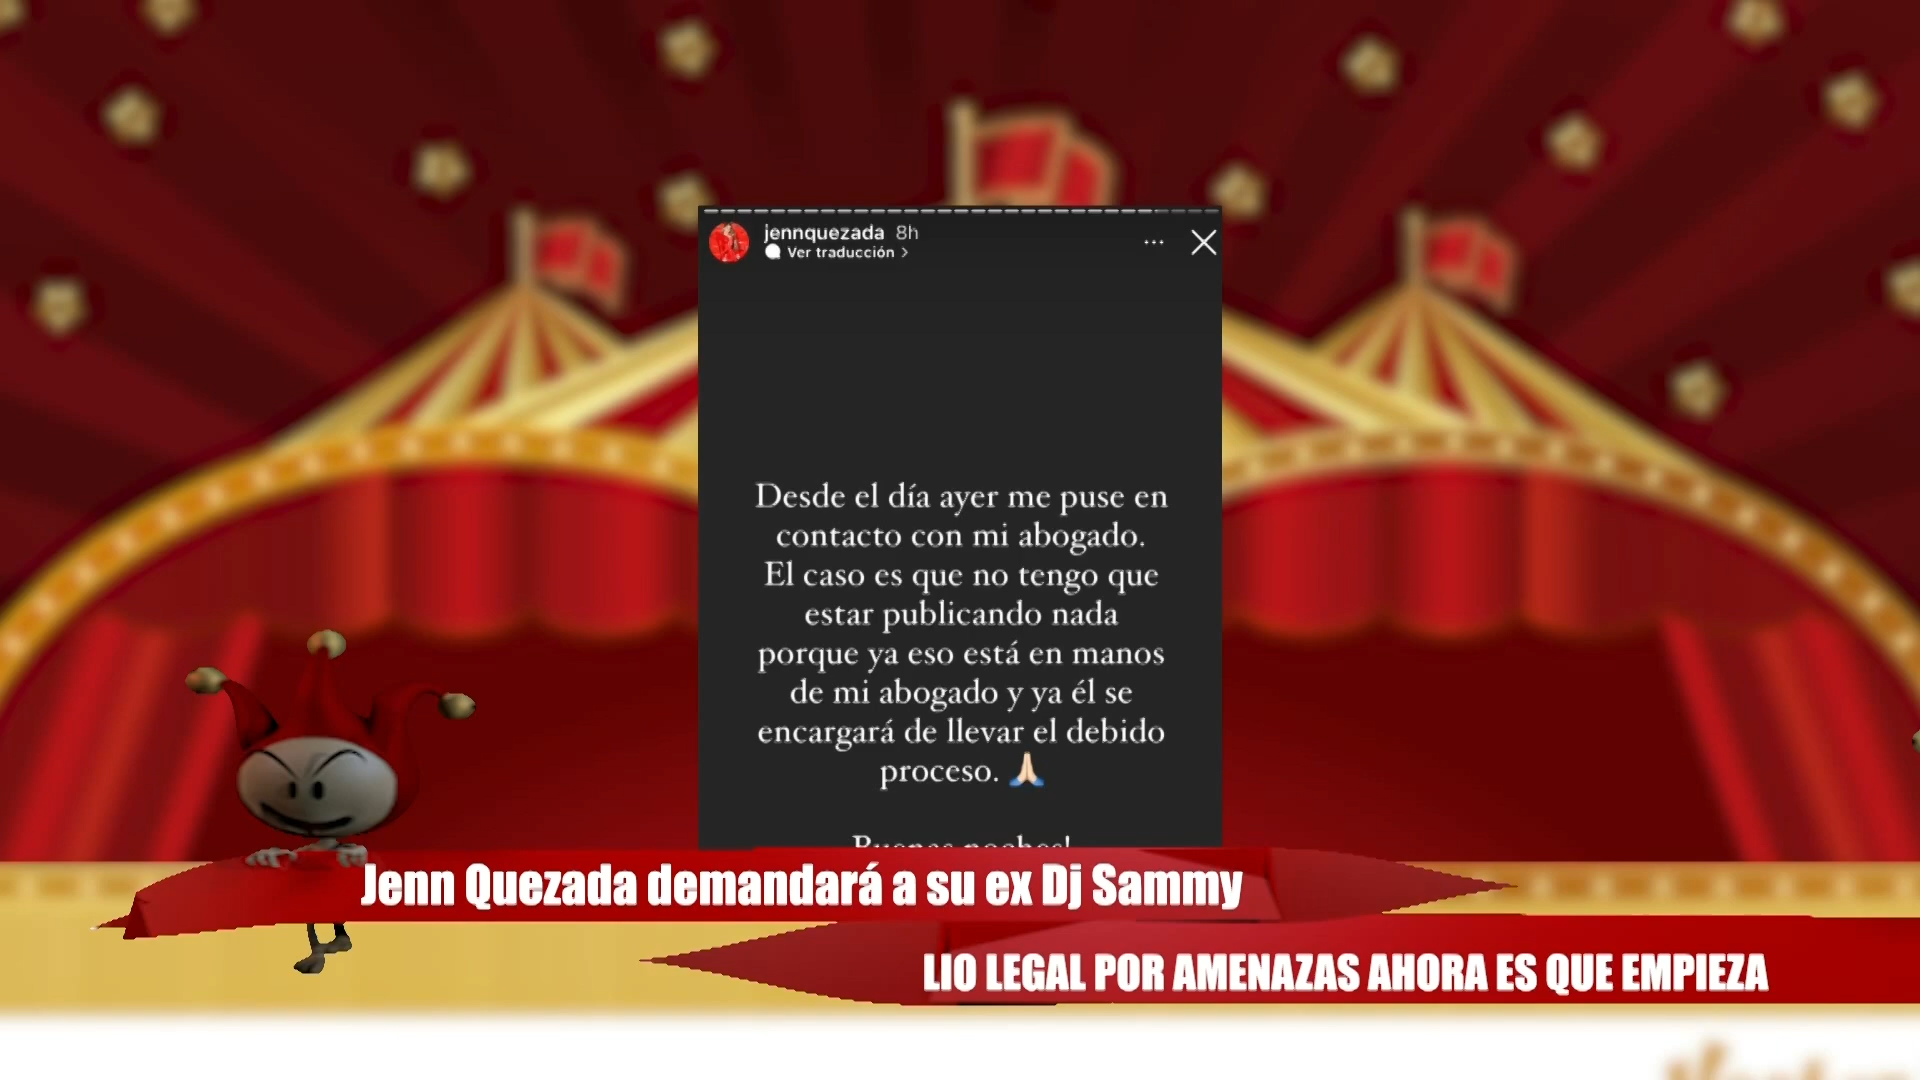 jennquezada 8h
Ver traducción >
Desde el día ayer me puse en
contacto con mi abogado.
El caso es que no tengo que
estar publicando nada
porque ya eso está en manos
de mi abogado y ya él se
encargará de llevar el debido
proceso. 🙏🏻
Buenas noches!
Jenn Quezada demandará a su ex Dj Sammy
LIO LEGAL POR AMENAZAS AHORA ES QUE EMPIEZA